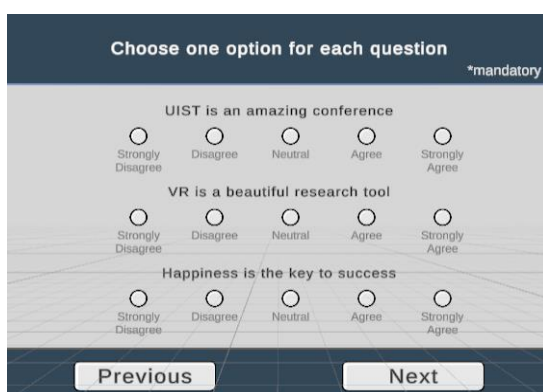 Choose one option for each question
*mandatory
UIST is an amazing conference
Strongly Disagree Neutral Agree Strongly
Disagree Agree
VR is a beautiful research tool
Strongly Disagree Neutral Agree Strongly
Disagree Agree
Happiness is the key to success
Strongly Disagree Neutral Agree Strongly
Disagree Agree
Previous Next